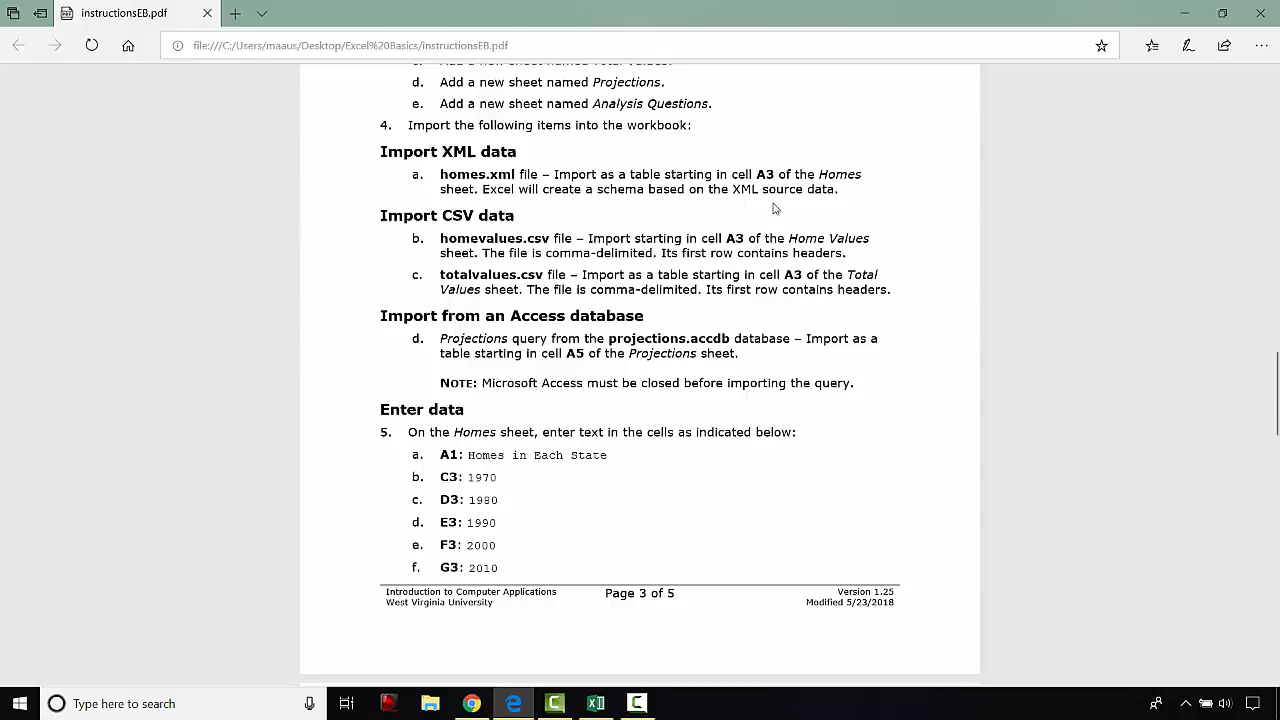 instructionsEB.pdf
file:///C:/Users/maaus/Desktop/Excel%20Basics/instructionsEB.pdf
c. Add a new sheet named Total Values.
d. Add a new sheet named Projections.
e. Add a new sheet named Analysis Questions.
4. Import the following items into the workbook:
Import XML data
a. homes.xml file – Import as a table starting in cell A3 of the Homes
sheet. Excel will create a schema based on the XML source data.
Import CSV data
b. homevalues.csv file – Import starting in cell A3 of the Home Values
sheet. The file is comma-delimited. Its first row contains headers.
c. totalvalues.csv file – Import as a table starting in cell A3 of the Total
Values sheet. The file is comma-delimited. Its first row contains headers.
Import from an Access database
d. Projections query from the projections.accdb database – Import as a
table starting in cell A5 of the Projections sheet.
NOTE: Microsoft Access must be closed before importing the query.
Enter data
5. On the Homes sheet, enter text in the cells as indicated below:
a. A1: Homes in Each State
b. C3: 1970
c. D3: 1980
d. E3: 1990
e. F3: 2000
f. G3: 2010
Introduction to Computer Applications
West Virginia University
Page 3 of 5
Version 1.25
Modified 5/23/2018
Type here to search